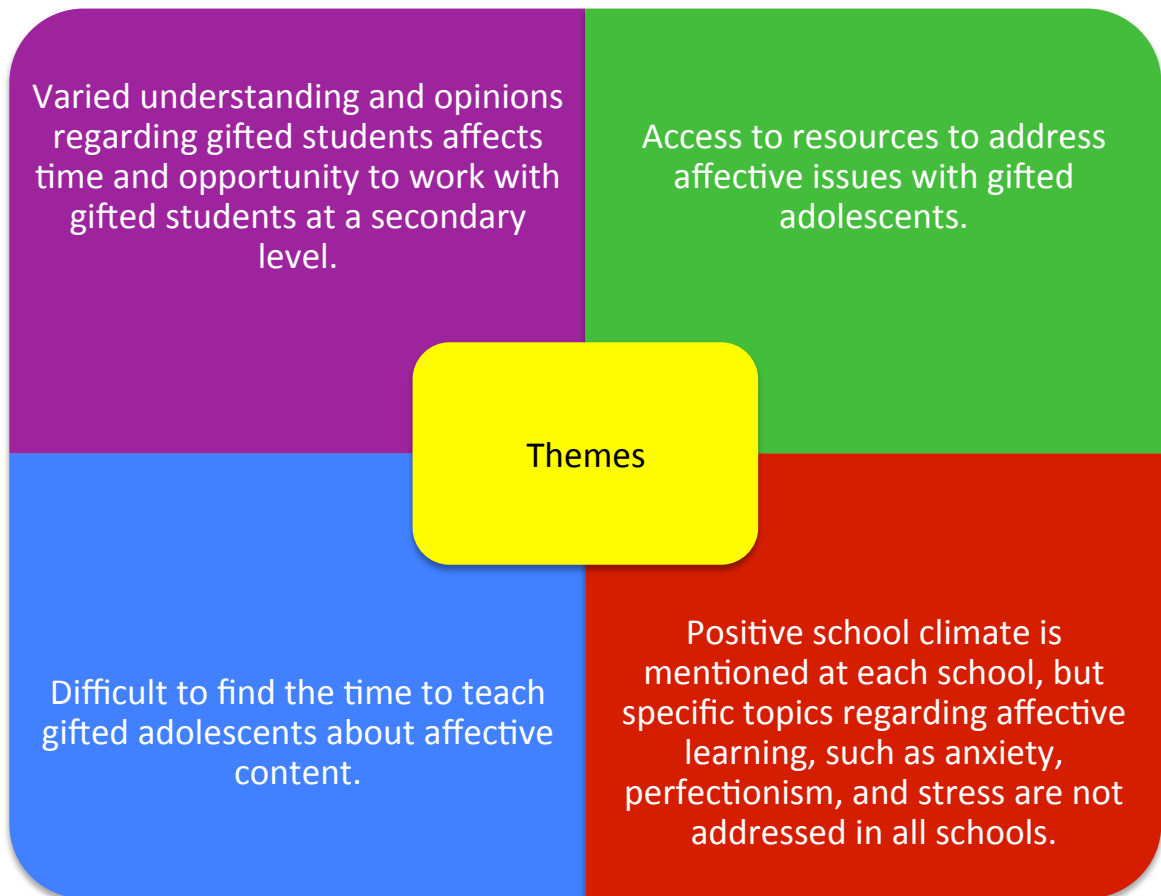 Varied understanding and opinions
regarding gifted students affects
time and opportunity to work with
gifted students at a secondary
level.
Access to resources to address
affective issues with gifted
adolescents.
Themes
Difficult to find the time to teach
gifted adolescents about affective
content.
Positive school climate is
mentioned at each school, but
specific topics regarding affective
learning, such as anxiety,
perfectionism, and stress are not
addressed in all schools.